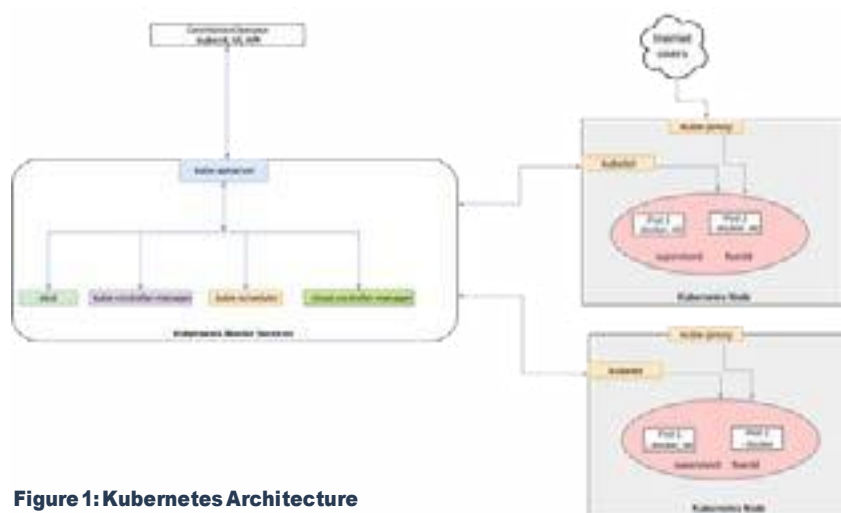 kubectl, UI, API
Internet
users
kube-proxy
kube-apiserver
kubelet
Pod 1
Pod 2
supervisord fluentd
etcd
kube-controller-manager
kube-scheduler
cloud-controller-manager
Kubernetes Node
Kubernetes Master Services
kube-proxy
kubelet
Pod 1
Pod 2
- docker
supervisord fluentd
Figure 1: Kubernetes Architecture
Kubernetes Node